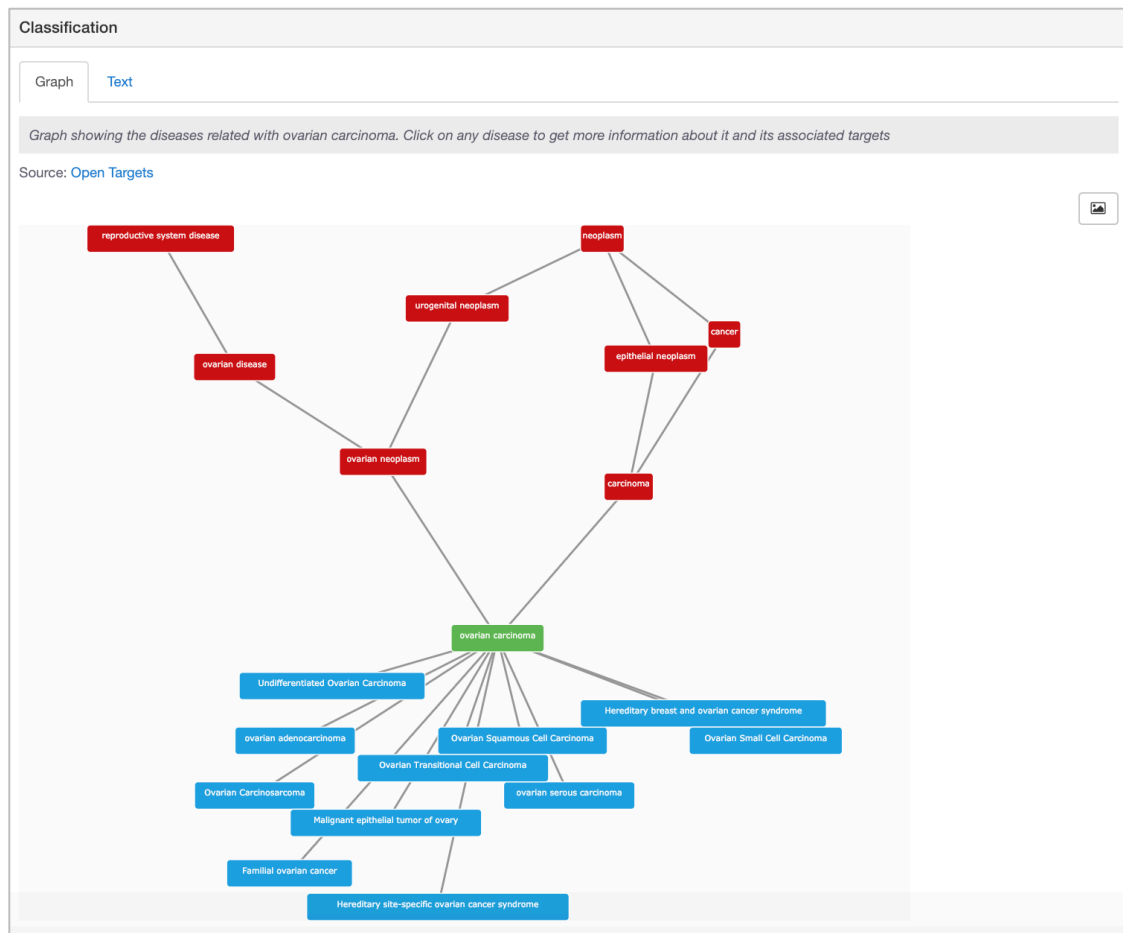 Classification
Graph Text
Graph showing the diseases related with ovarian carcinoma. Click on any disease to get more information about it and its associated targets
Source: Open Targets
reproductive system disease
neoplasm
urogenital neoplasm
cancer
epithelial neoplasm
ovarian disease
ovarian neoplasm
carcinoma
ovarian carcinoma
Undifferentiated Ovarian Carcinoma
Hereditary breast and ovarian cancer syndrome
ovarian adenocarcinoma
Ovarian Squamous Cell Carcinoma
Ovarian Small Cell Carcinoma
Ovarian Transitional Cell Carcinoma
Ovarian Carcinosarcoma
ovarian serous carcinoma
Malignant epithelial tumor of ovary
Familial ovarian cancer
Hereditary site-specific ovarian cancer syndrome